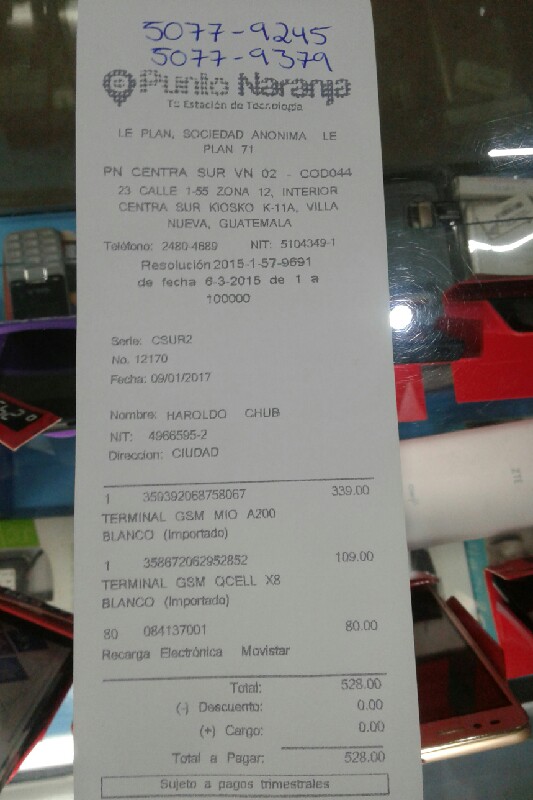 5077-9245
5077-9379
Punto Naranja
Tu Estación de Tecnología
LE PLAN, SOCIEDAD ANONIMA LE
PLAN 71
PN CENTRA SUR VN 02 - COD044
23 CALLE 1-55 ZONA 12, INTERIOR
CENTRA SUR KIOSKO K-11A, VILLA
NUEVA, GUATEMALA
Teléfono: 2480-4689 NIT: 5104349-1
Resolución 2015-1-57-9691
de fecha 6-3-2015 de 1 a
100000
Serie: CSUR2
No. 12170
Fecha: 09/01/2017
Nombre: HAROLDO CHUB
NIT: 4966595-2
Direccion: CIUDAD
1 359392068758067 339.00
TERMINAL GSM MIO A200
BLANCO (Importado)
1 358672062952852 109.00
TERMINAL GSM QCELL X8
BLANCO (Importado)
80 084137001 80.00
Recarga Electrónica Movistar
Total: 528.00
(-) Descuento: 0.00
(+) Cargo: 0.00
Total a Pagar: 528.00
Sujeto a pagos trimestrales
ZTE